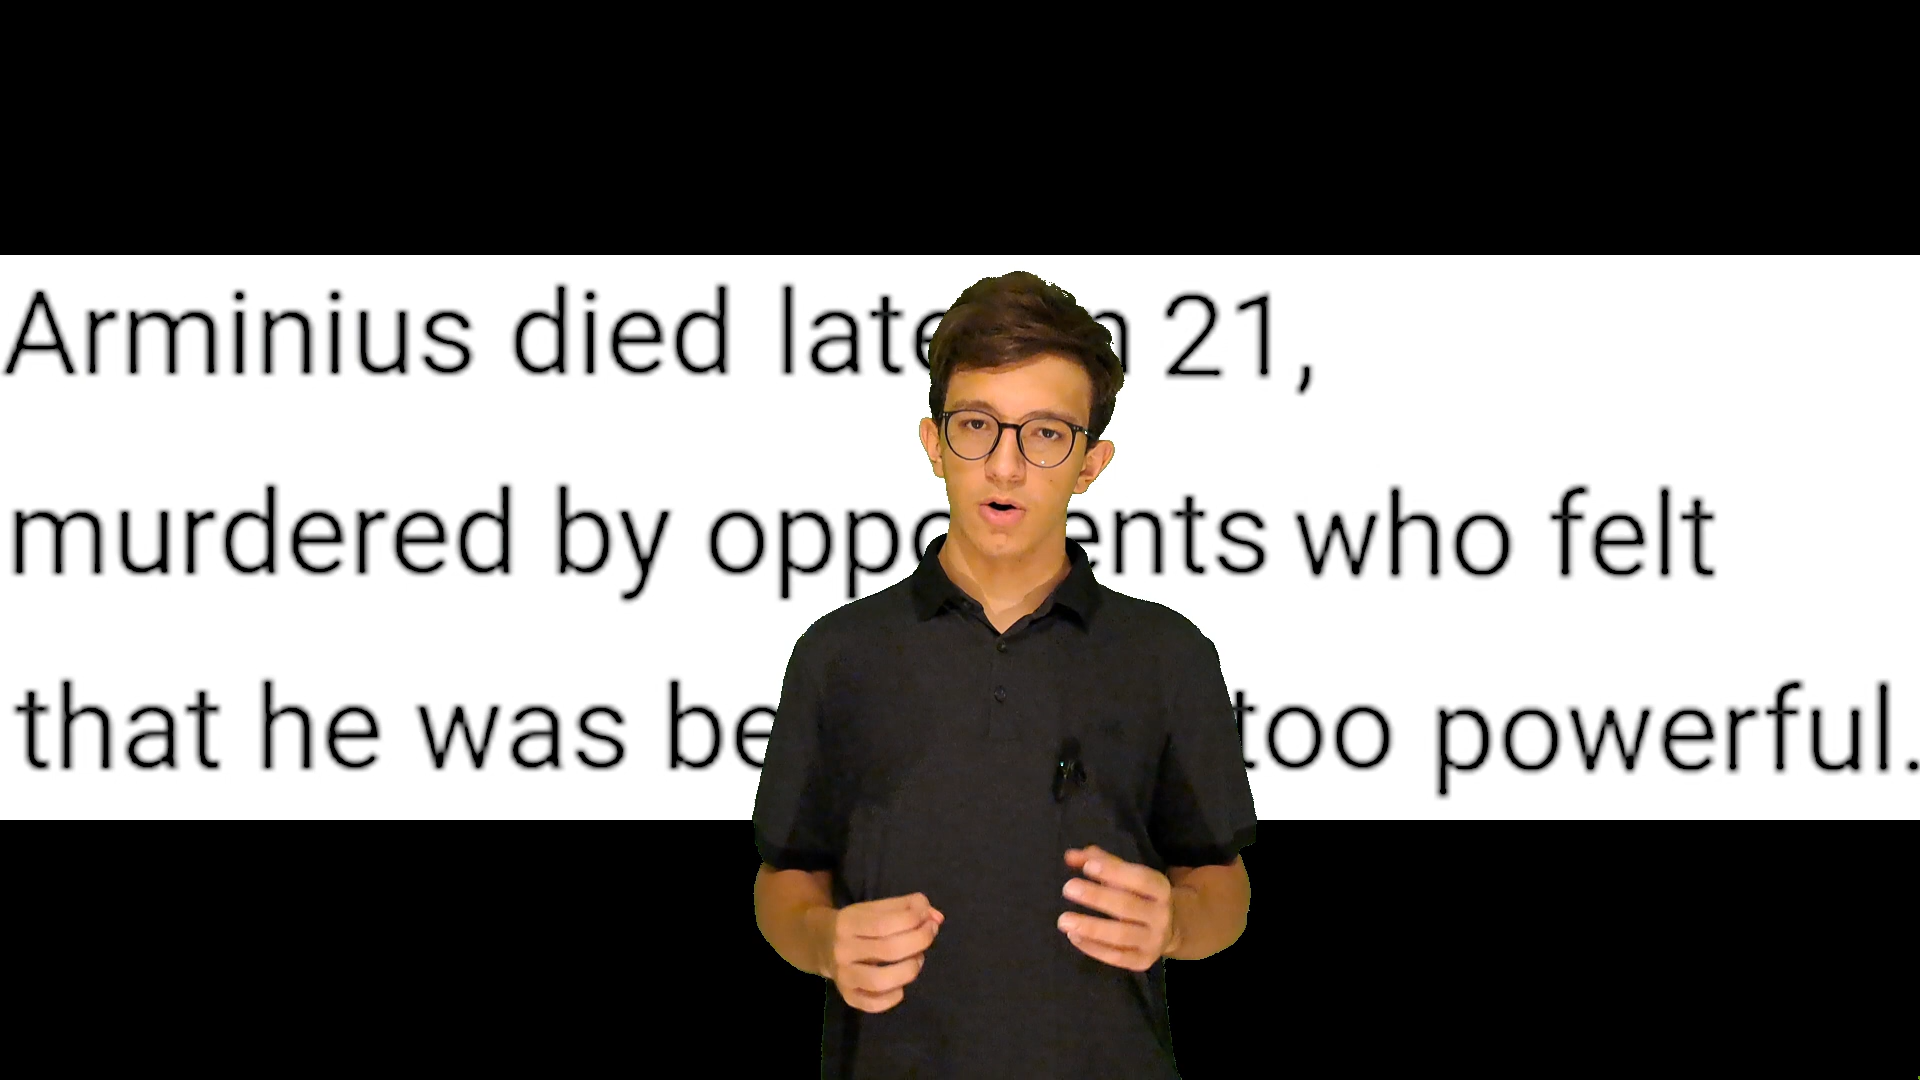 Arminius died 21,
murdered by who felt
that he was too powerful.